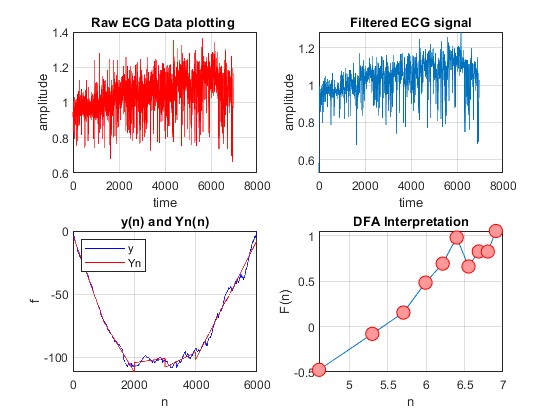 Raw ECG Data plotting
1.4
1.2
1
0.8
0.6
amplitude
0 2000 4000 6000 8000
time
Filtered ECG signal
1.2
1
0.8
0.6
amplitude
0 2000 4000 6000 8000
time
y(n) and Yn(n)
0
-50
-100
f
y
Yn
0 2000 4000 6000
n
DFA Interpretation
1
0.5
0
-0.5
F(n)
5 5.5 6 6.5 7
n